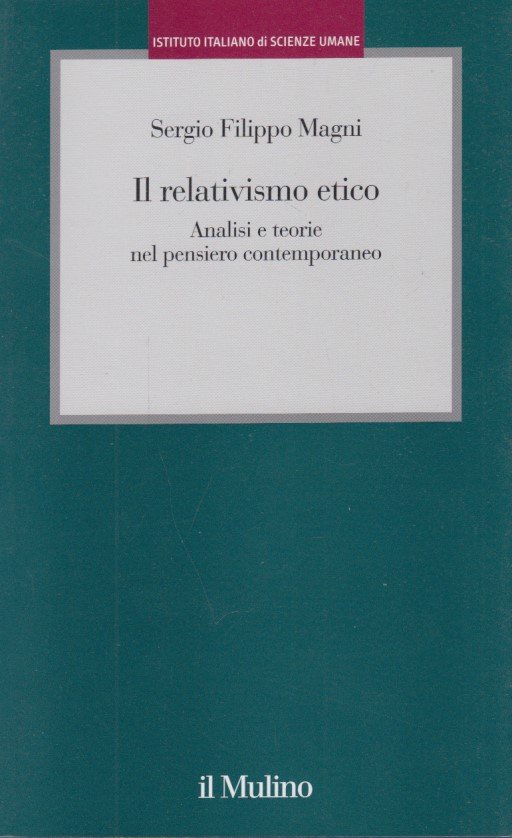 ISTITUTO ITALIANO di SCIENZE UMANE
Sergio Filippo Magni
Il relativismo etico
Analisi e teorie
nel pensiero contemporaneo
il Mulino